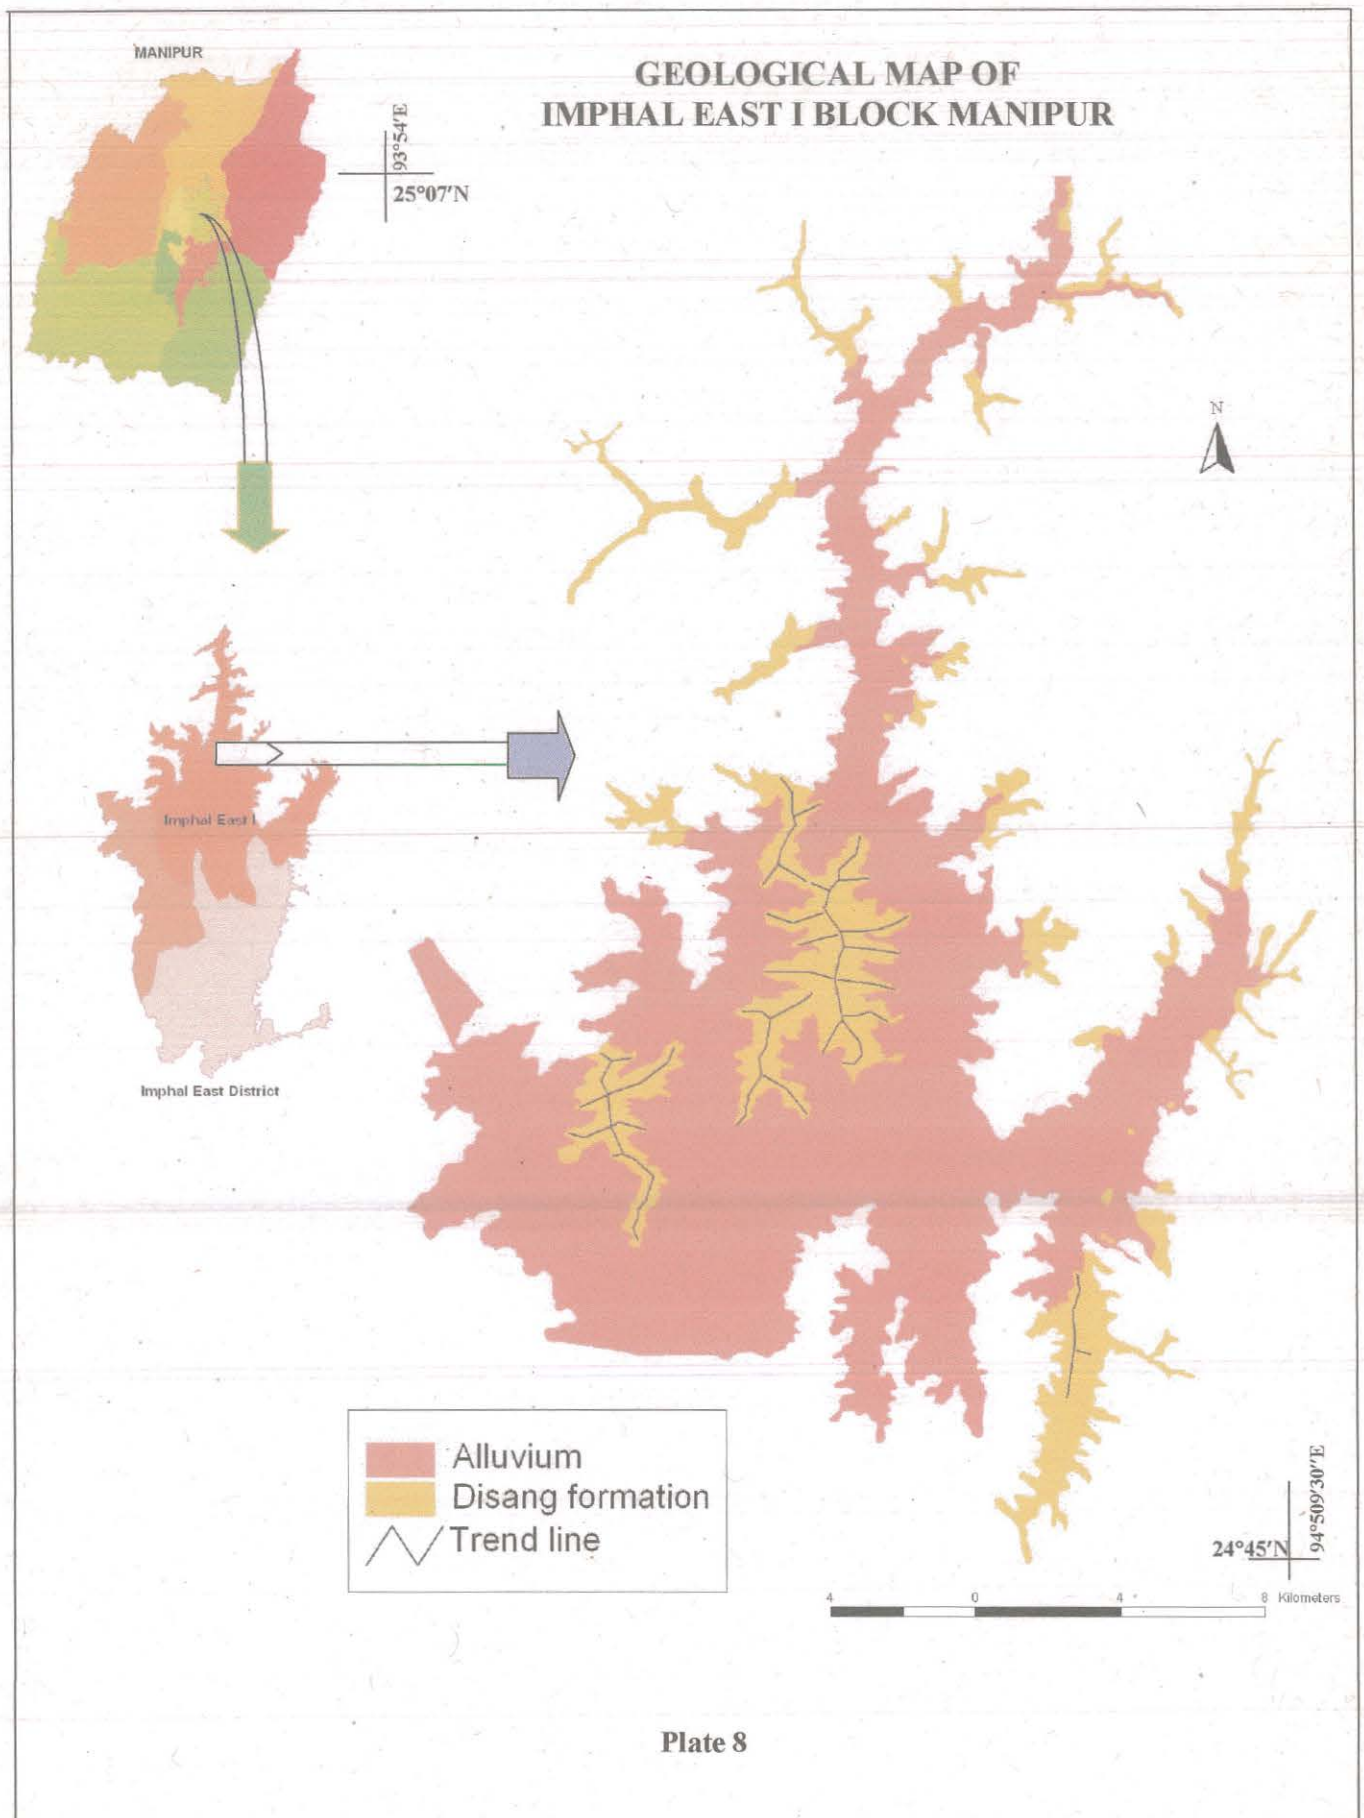 MANIPUR
GEOLOGICAL MAP OF
IMPHAL EAST I BLOCK MANIPUR
93°54'E
25°07'N
N
Imphal East I
Imphal East District
Alluvium
Disang formation
Trend line
94°509'30"E
24°45'N
4 0 4 8 Kilometers
Plate 8